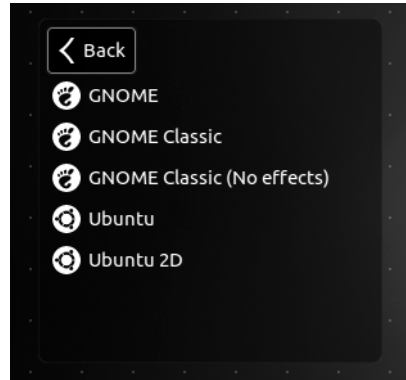 Back
GNOME
GNOME Classic
GNOME Classic (No effects)
Ubuntu
Ubuntu 2D